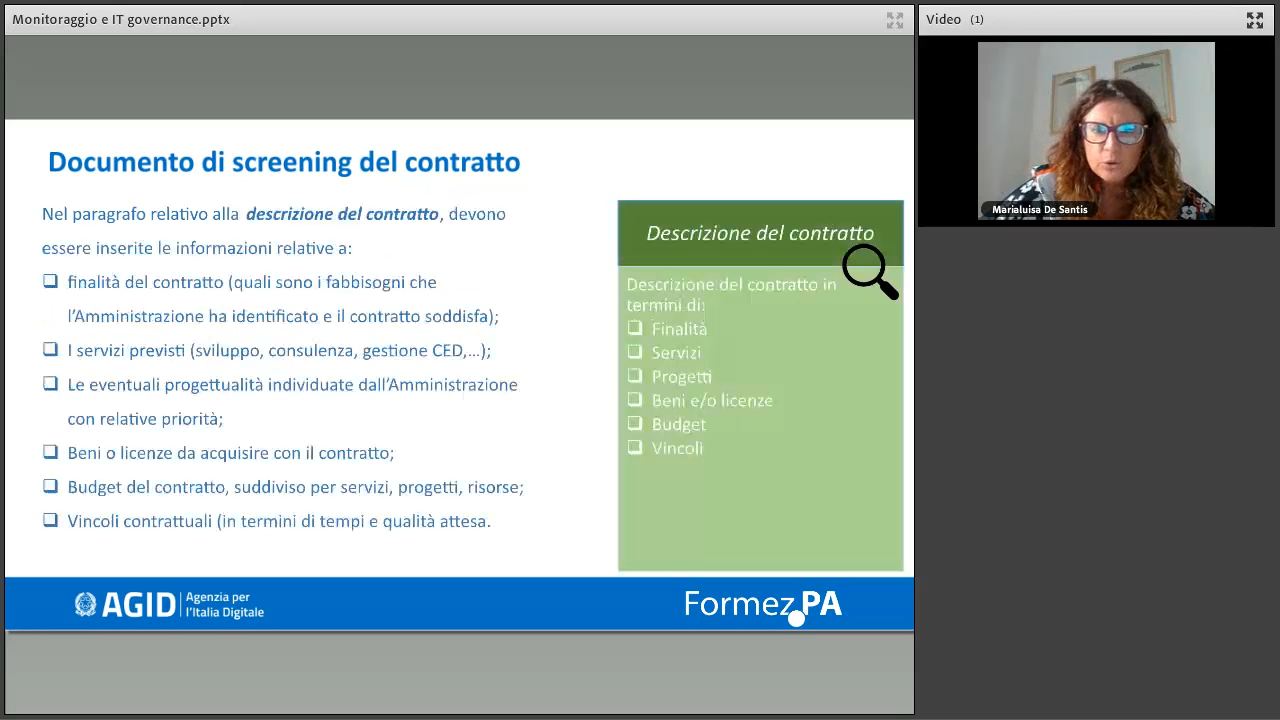 Monitoraggio e IT governance.pptx
Video (1)
Marialuisa De Santis
Documento di screening del contratto
Nel paragrafo relativo alla descrizione del contratto, devono
essere inserite le informazioni relative a:
❑ finalità del contratto (quali sono i fabbisogni che
l’Amministrazione ha identificato e il contratto soddisfa);
❑ I servizi previsti (sviluppo, consulenza, gestione CED,...);
❑ Le eventuali progettualità individuate dall’Amministrazione
con relative priorità;
❑ Beni o licenze da acquisire con il contratto;
❑ Budget del contratto, suddiviso per servizi, progetti, risorse;
❑ Vincoli contrattuali (in termini di tempi e qualità attesa.
Descrizione del contratto
Descrizione del contratto in
termini di:
❑ Finalità
❑ Servizi
❑ Progetti
❑ Beni e/o licenze
❑ Budget
❑ Vincoli
AGID Agenzia per
l’Italia Digitale
Formez PA